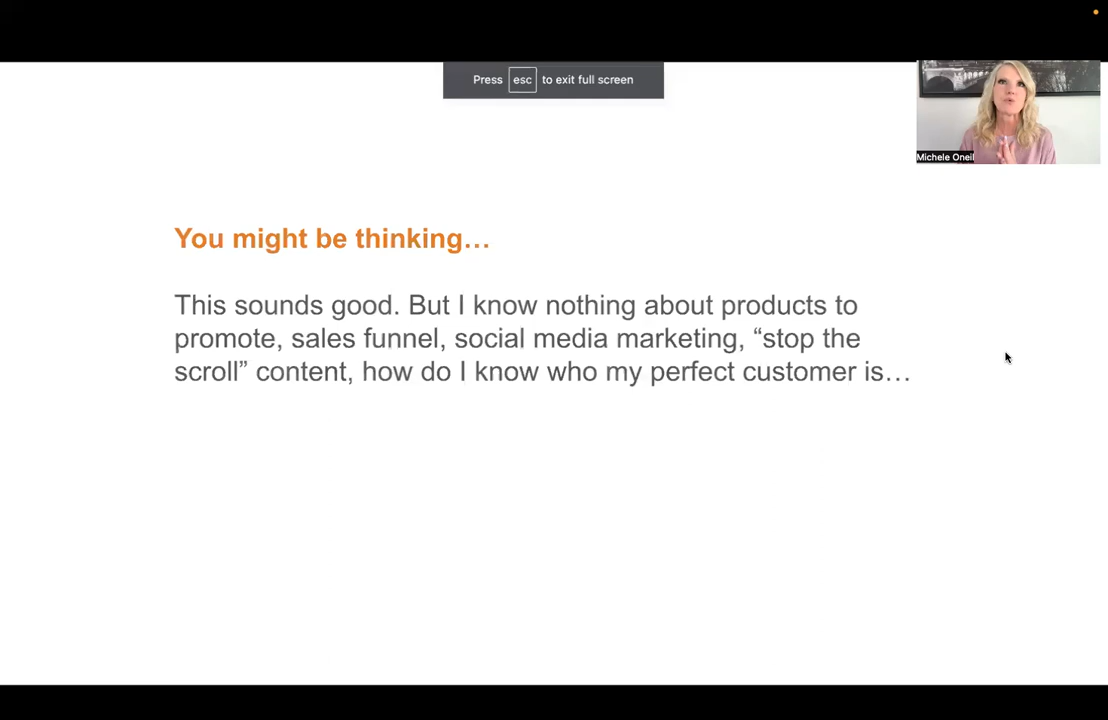 Press esc to exit full screen
Michele Oneil
You might be thinking…
This sounds good. But I know nothing about products to
promote, sales funnel, social media marketing, “stop the
scroll” content, how do I know who my perfect customer is…